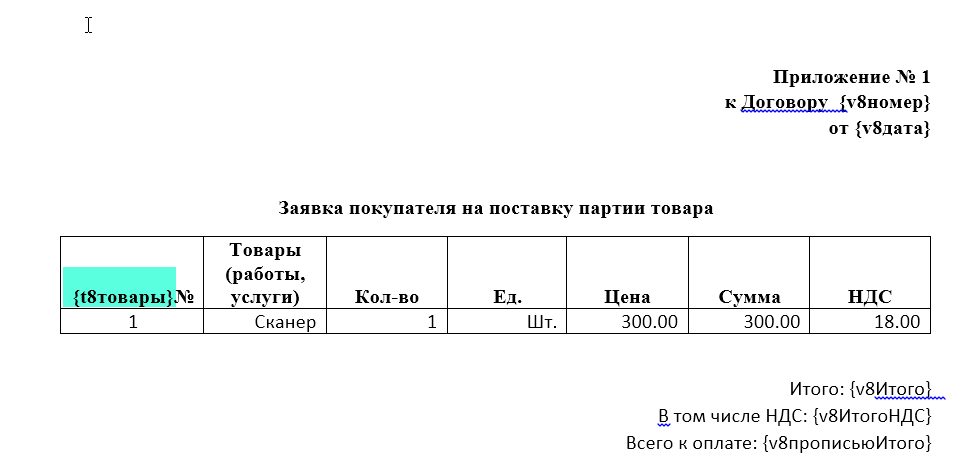 Приложение № 1
к Договору {v8номер}
от {v8дата}
Заявка покупателя на поставку партии товара
{t8товары}№ Товары (работы, услуги) Кол-во Ед. Цена Сумма НДС
1 Сканер 1 Шт. 300.00 300.00 18.00
Итого: {v8Итого}
В том числе НДС: {v8ИтогоНДС}
Всего к оплате: {v8прописьюИтого}